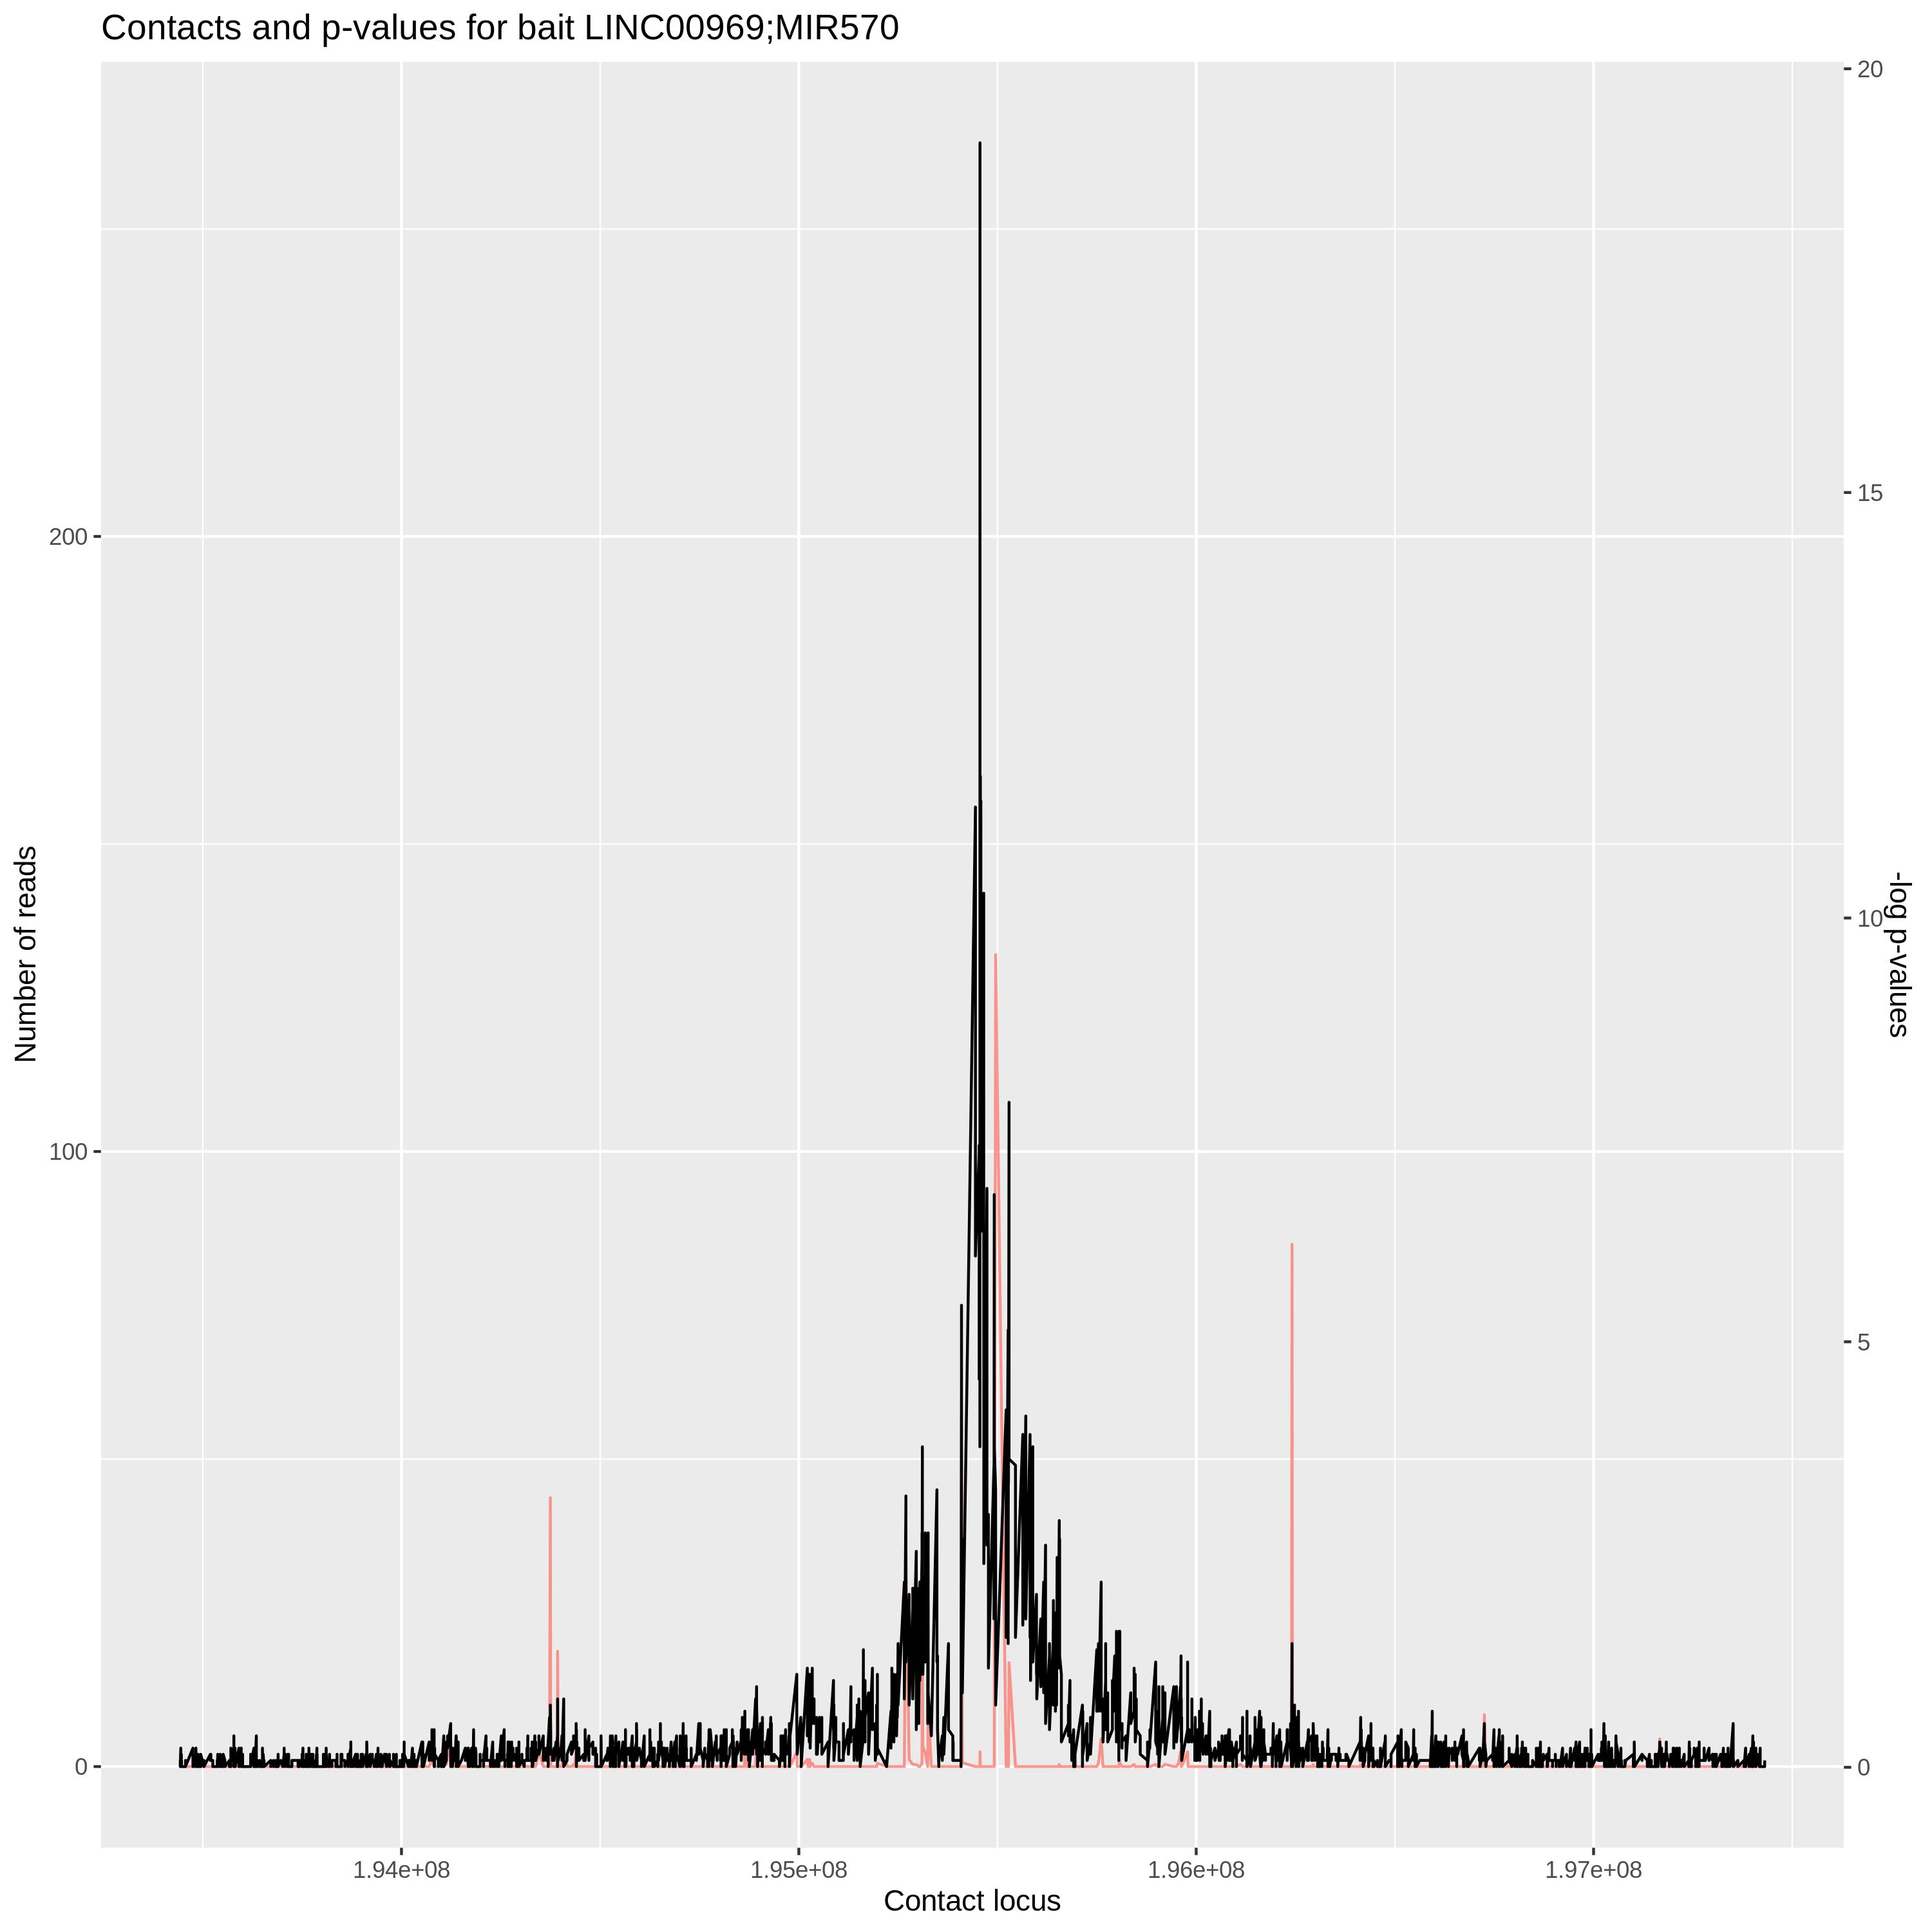 Contacts and p-values for bait LINC00969;MIR570
20
15
10
5
0
-log p-values
200
100
0
Number of reads
1.94e+08
1.95e+08
1.96e+08
1.97e+08
Contact locus